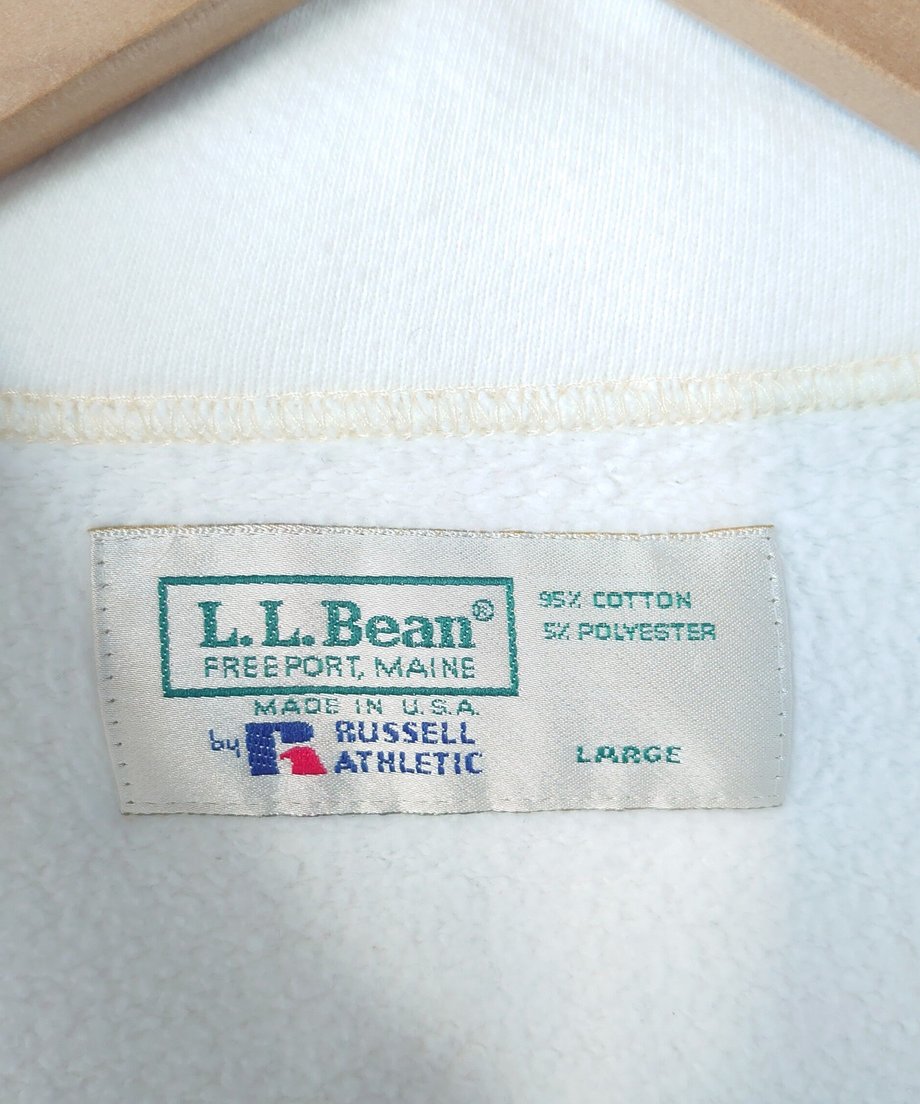 L.L.Bean®
FREEPORT, MAINE
MADE IN U.S.A.
by RUSSELL
ATHLETIC
95% COTTON
5% POLYESTER
LARGE